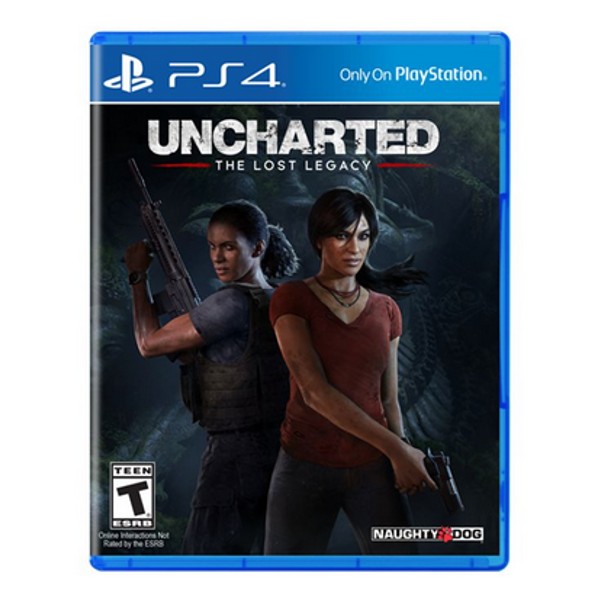 PS4
Only On PlayStation®
UNCHARTED
THE LOST LEGACY
TEEN
T
ESRB
Online Interactions Not
Rated by the ESRB
NAUGHTY DOG